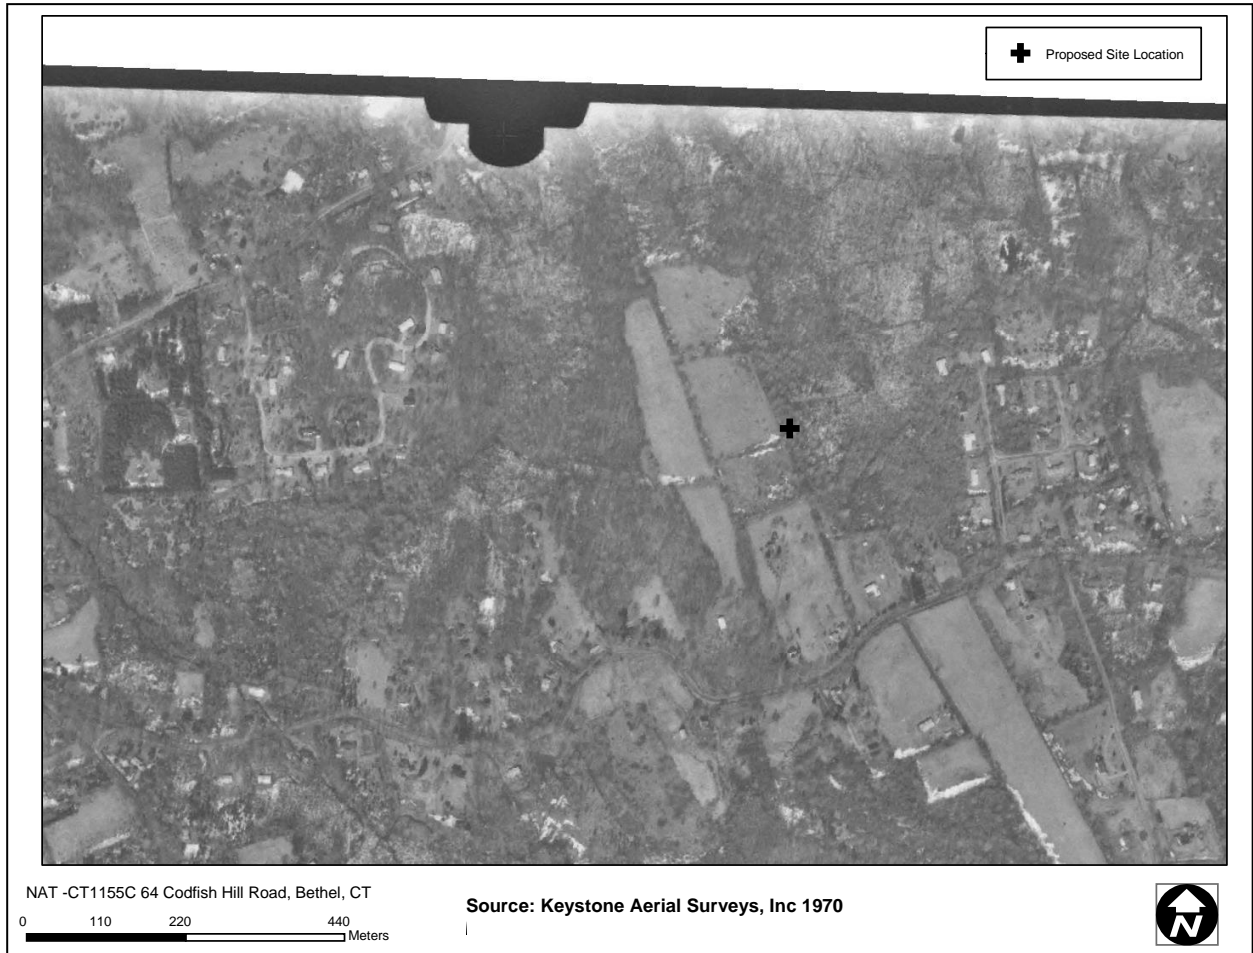 Proposed Site Location
NAT -CT1155C 64 Codfish Hill Road, Bethel, CT
0 110 220 440
Meters
Source: Keystone Aerial Surveys, Inc 1970
N